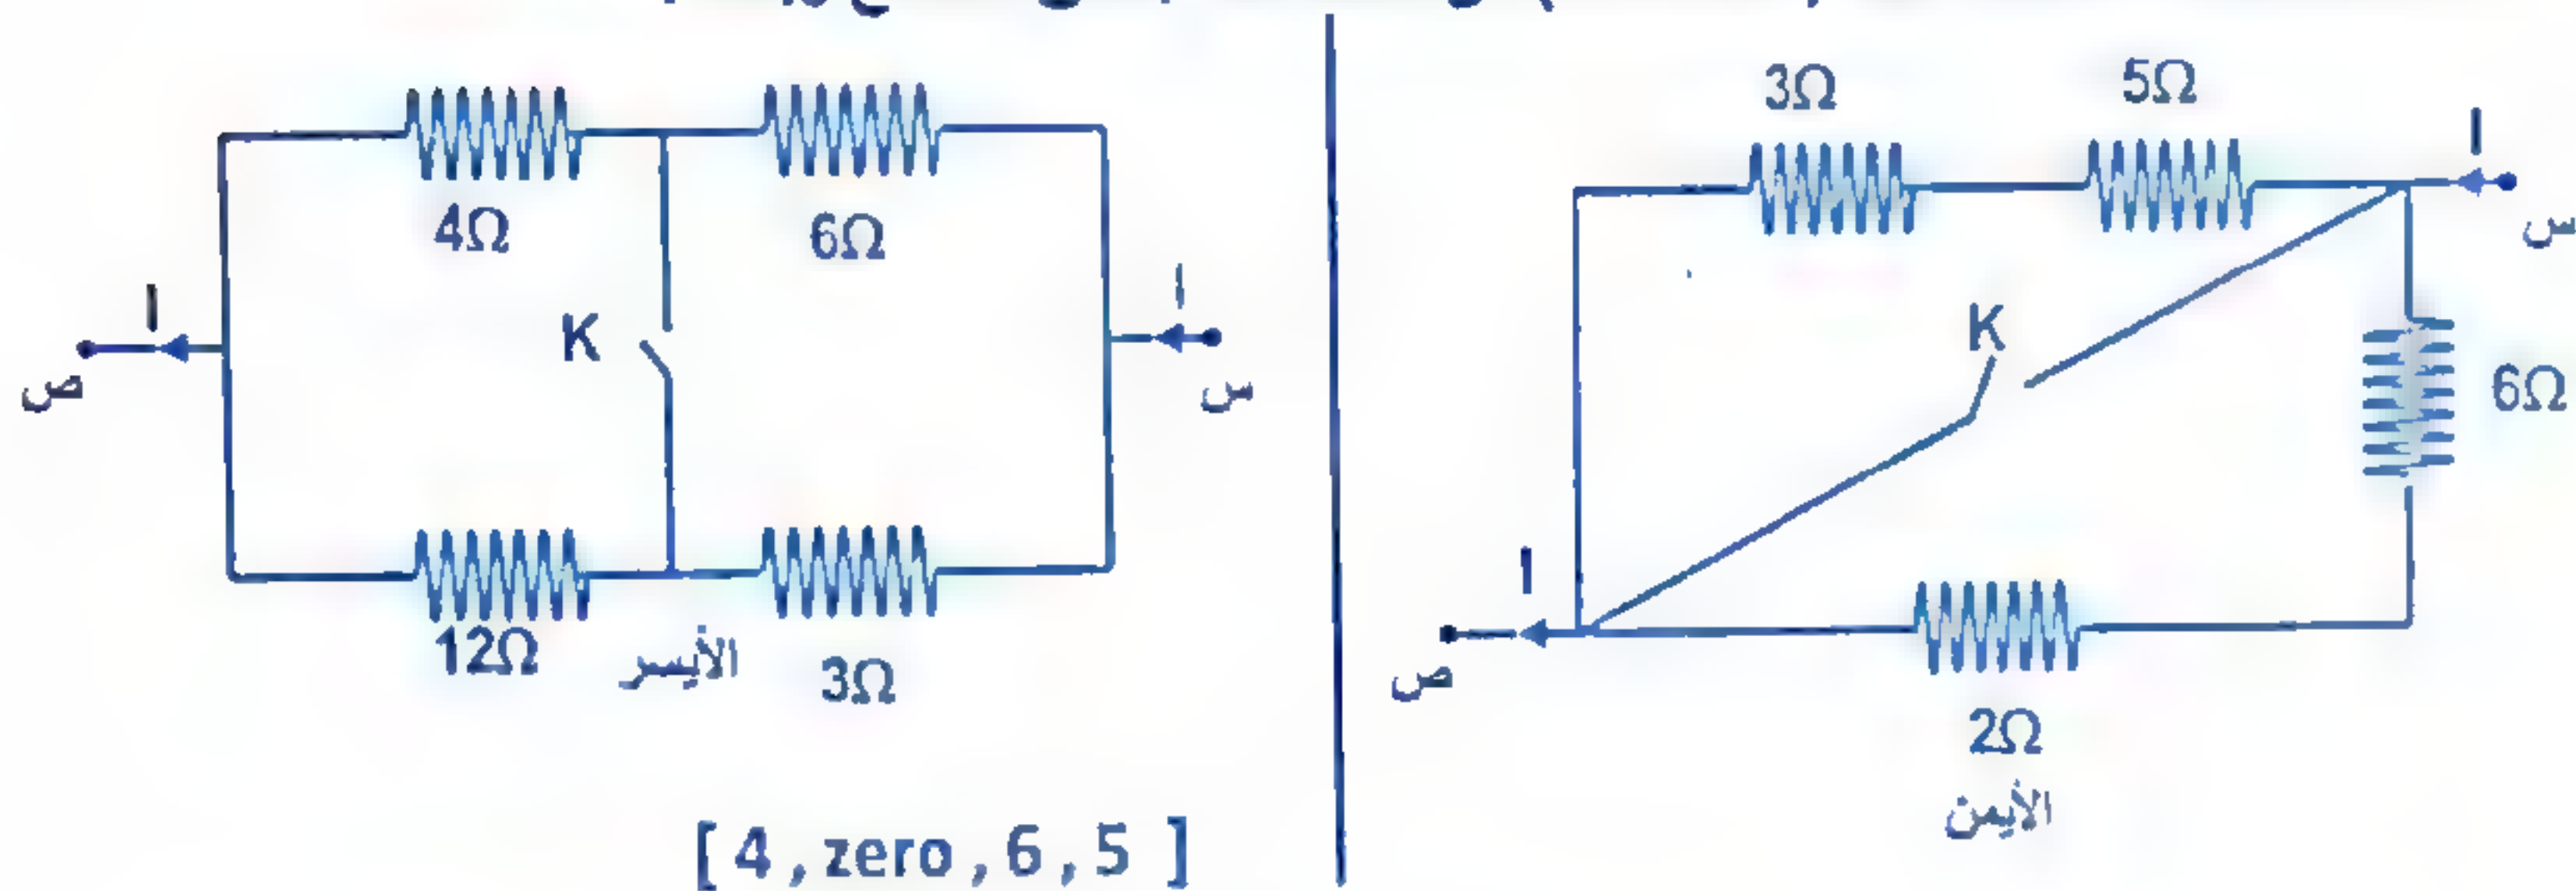 3Ω 5Ω
I
س
K
6Ω
I
ص
2Ω
الأيمن
4Ω 6Ω
I
ص
K
I
س
12Ω الأيسر 3Ω
[ 4 , zero , 6 , 5 ]